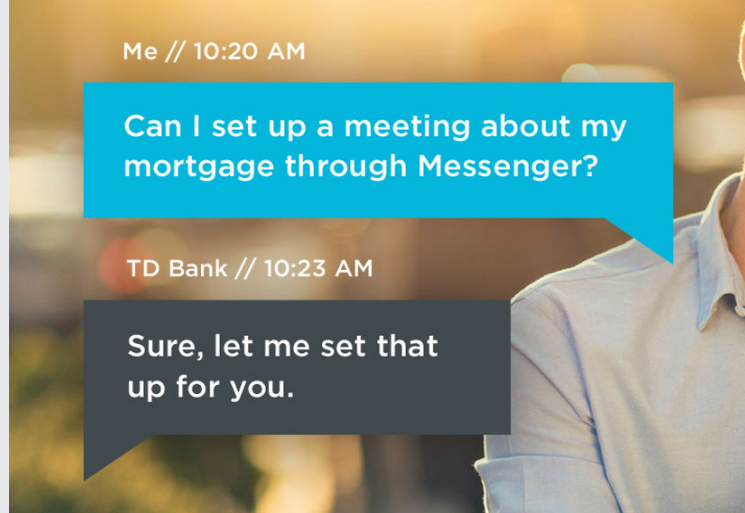 Me // 10:20 AM
Can I set up a meeting about my
mortgage through Messenger?
TD Bank // 10:23 AM
Sure, let me set that
up for you.